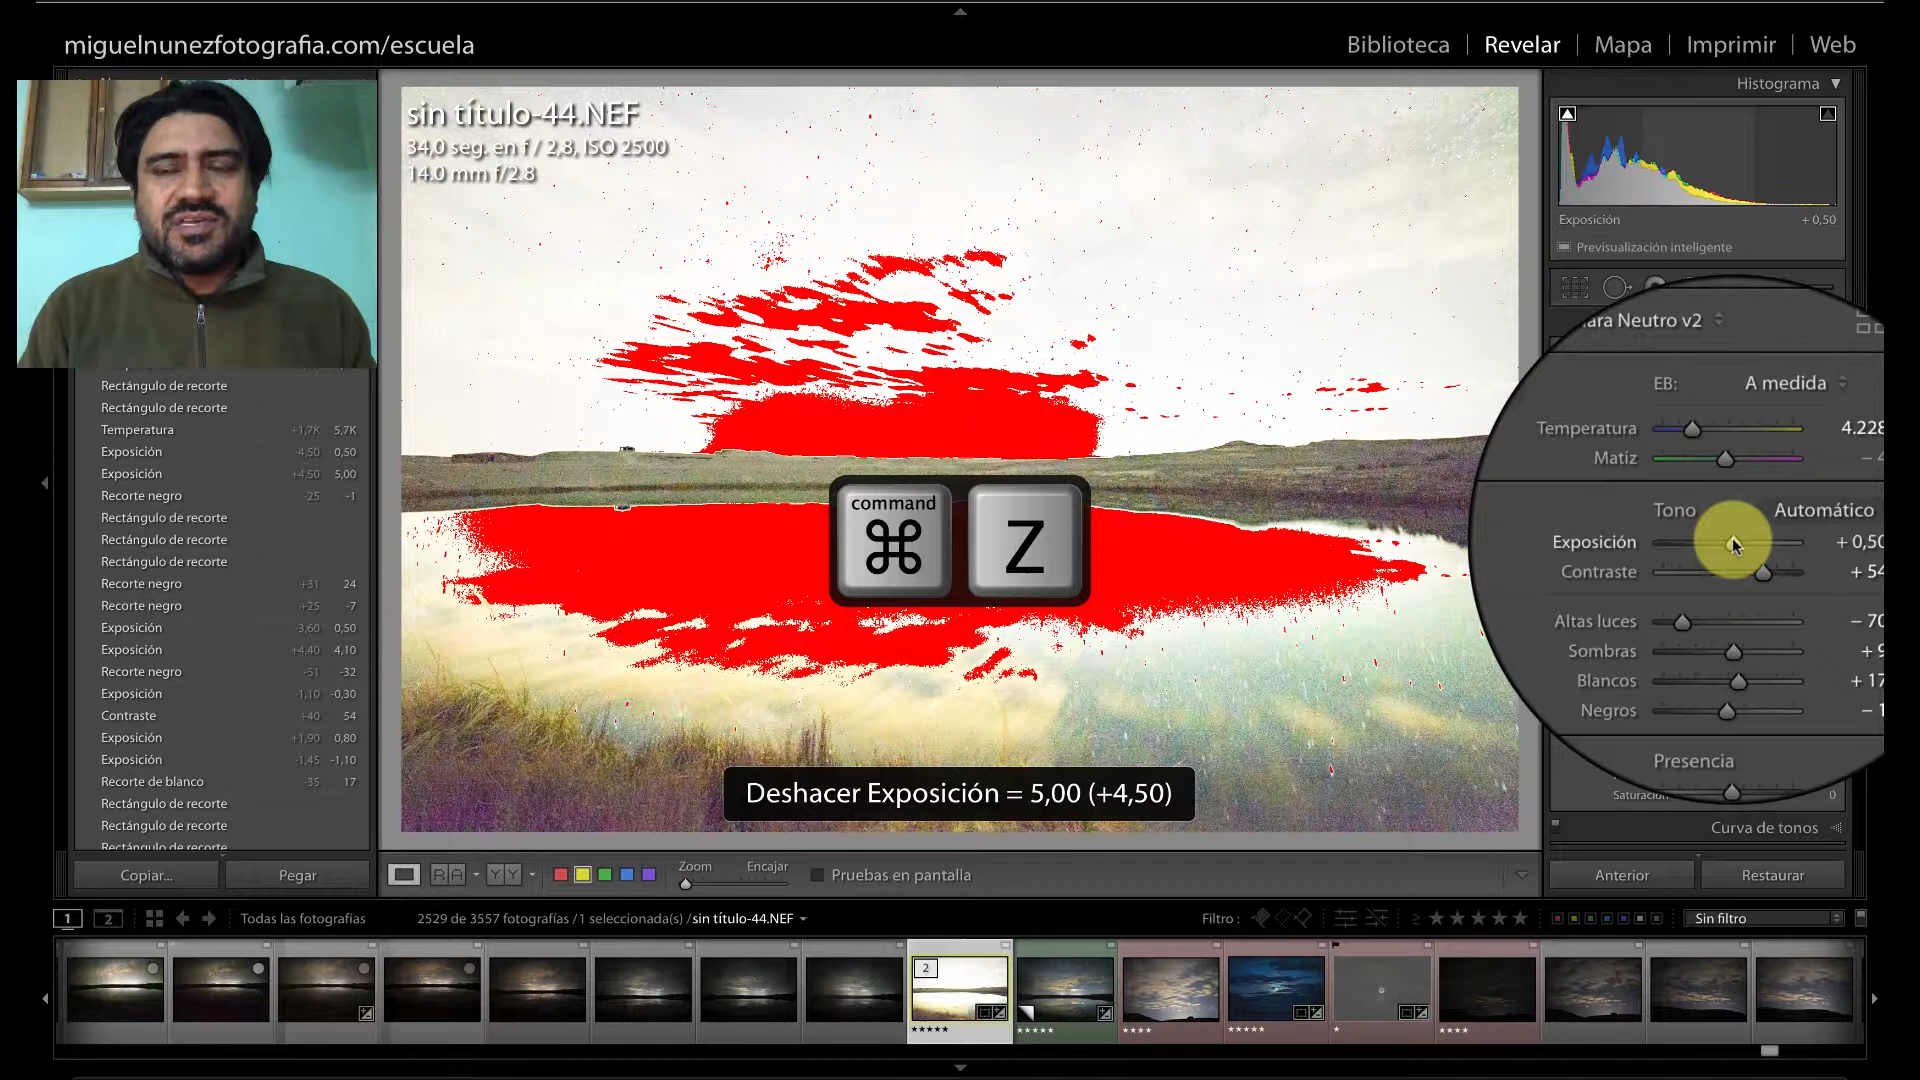 miguelnunezfotografia.com/escuela
Biblioteca | Revelar | Mapa | Imprimir | Web
Histograma
sin título-44.NEF
34,0 seg. en f / 2,8, ISO 2500
14.0 mm f/2.8
Exposición + 0,50
Previsualización inteligente
Neutro v2
EB: A medida
Temperatura 4.228
Matiz – 4
Tono Automático
Exposición + 0,50
Contraste + 54
Altas luces – 70
Sombras + 9
Blancos + 17
Negros – 1
Presencia
Saturación 0
Curva de tonos
Rectángulo de recorte
Rectángulo de recorte
Temperatura +1,7K 5,7K
Exposición -4,50 0,50
Exposición +4,50 5,00
Recorte negro -25 -1
Rectángulo de recorte
Rectángulo de recorte
Rectángulo de recorte
Recorte negro +31 24
Recorte negro +25 -7
Exposición -3,60 0,50
Exposición +4,40 4,10
Recorte negro -51 -32
Exposición -1,10 -0,30
Contraste +40 54
Exposición +1,90 0,80
Exposición -1,45 -1,10
Recorte de blanco -35 17
Rectángulo de recorte
Rectángulo de recorte
Rectángulo de recorte
command
⌘ Z
Deshacer Exposición = 5,00 (+4,50)
Copiar... Pegar
R A Y Y
Zoom Encajar
Pruebas en pantalla
Anterior Restaurar
1 2 Todas las fotografías 2529 de 3557 fotografías /1 seleccionada(s) /sin título-44.NEF
Filtro : ≥ ★★★★★ Sin filtro
2